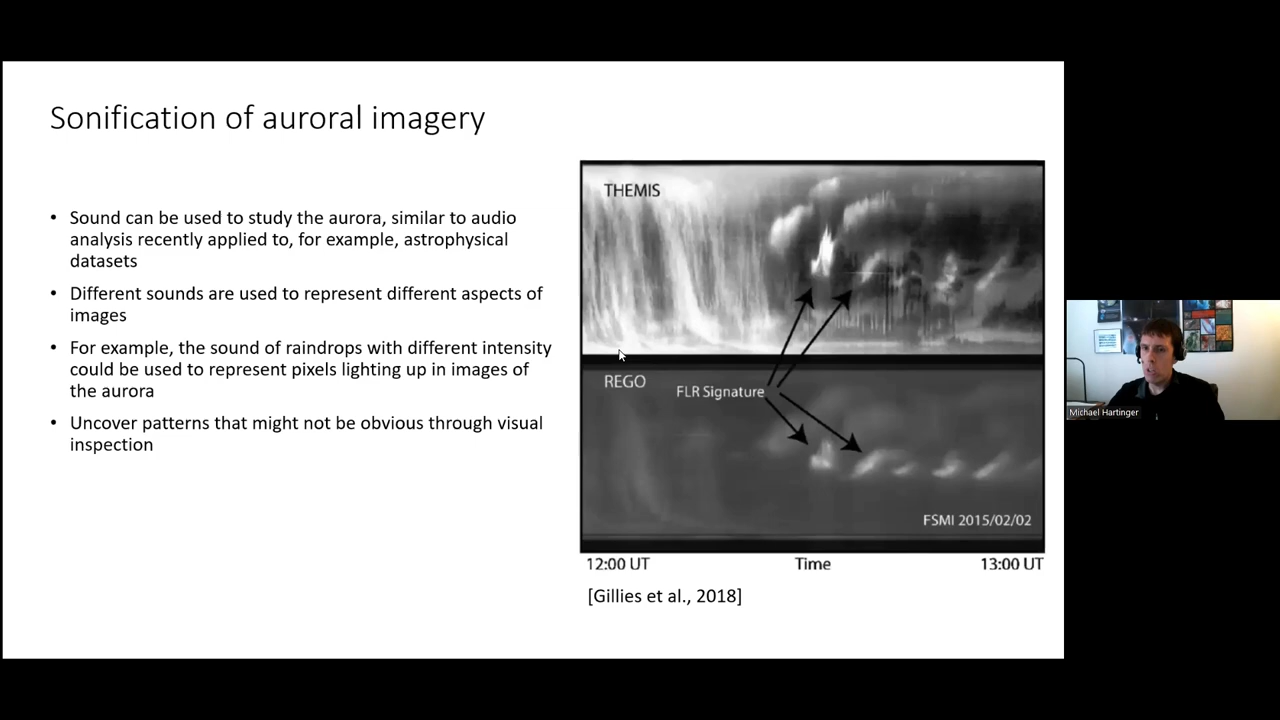 Sonification of auroral imagery
• Sound can be used to study the aurora, similar to audio
analysis recently applied to, for example, astrophysical
datasets
• Different sounds are used to represent different aspects of
images
• For example, the sound of raindrops with different intensity
could be used to represent pixels lighting up in images of
the aurora
• Uncover patterns that might not be obvious through visual
inspection
THEMIS
REGO
FLR Signature
FSMI 2015/02/02
12:00 UT Time 13:00 UT
[Gillies et al., 2018]
Michael Hartinger